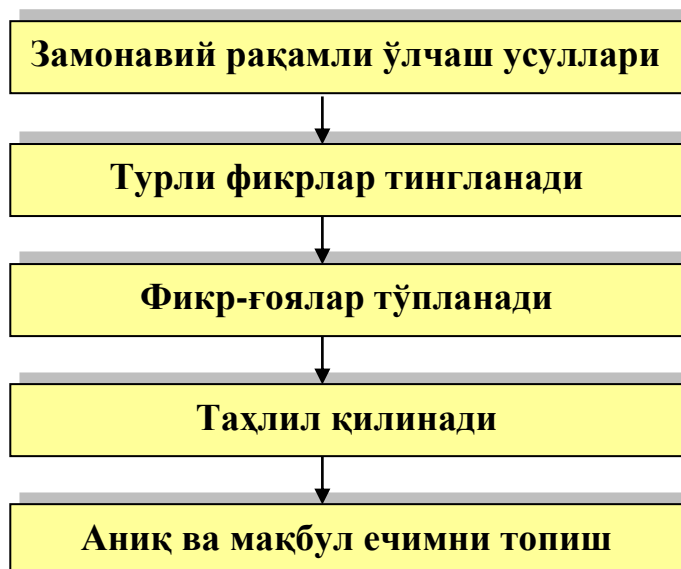 Замонавий рақамли ўлчаш усуллари
Турли фикрлар тингланади
Фикр-ғоялар тўпланади
Таҳлил қилинади
Аниқ ва мақбул ечимни топиш